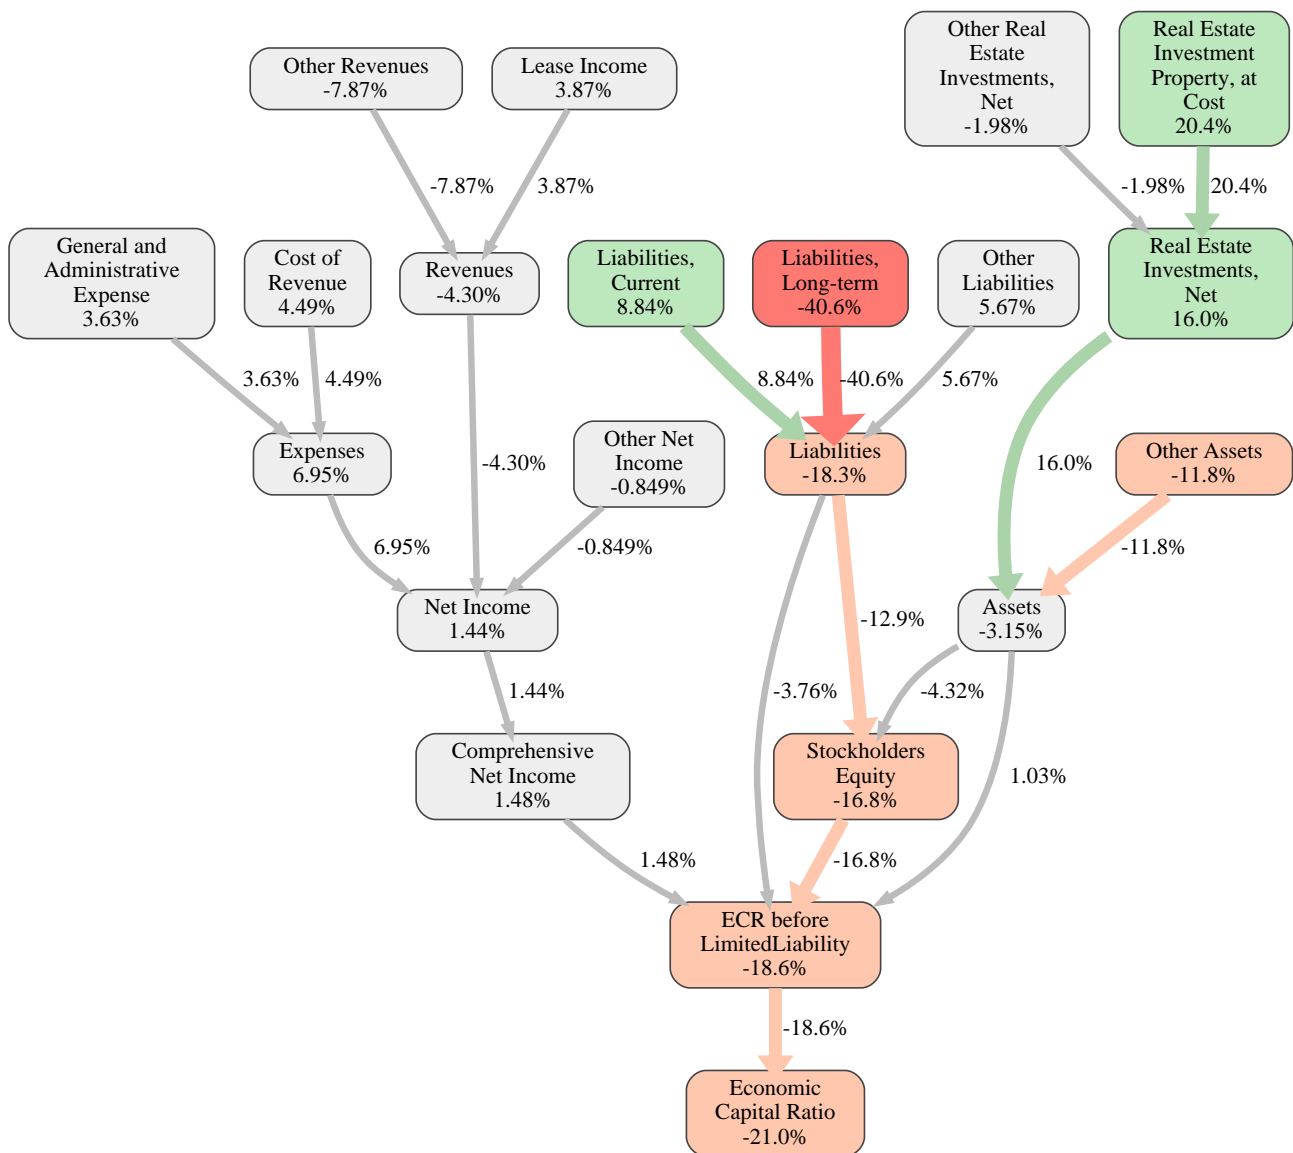 Other Real
Estate
Investments,
Net
-1.98%
Real Estate
Investment
Property, at
Cost
20.4%
Other Revenues
-7.87%
Lease Income
3.87%
-7.87%
3.87%
-1.98%
20.4%
General and
Administrative
Expense
3.63%
Cost of
Revenue
4.49%
Revenues
-4.30%
Liabilities,
Current
8.84%
Liabilities,
Long-term
-40.6%
Other
Liabilities
5.67%
Real Estate
Investments,
Net
16.0%
3.63%
4.49%
8.84%
-40.6%
5.67%
Expenses
6.95%
-4.30%
Other Net
Income
-0.849%
Liabilities
-18.3%
16.0%
Other Assets
-11.8%
6.95%
-0.849%
-11.8%
Net Income
1.44%
-12.9%
Assets
-3.15%
1.44%
-3.76%
-4.32%
Comprehensive
Net Income
1.48%
Stockholders
Equity
-16.8%
1.03%
1.48%
-16.8%
ECR before
LimitedLiability
-18.6%
-18.6%
Economic
Capital Ratio
-21.0%